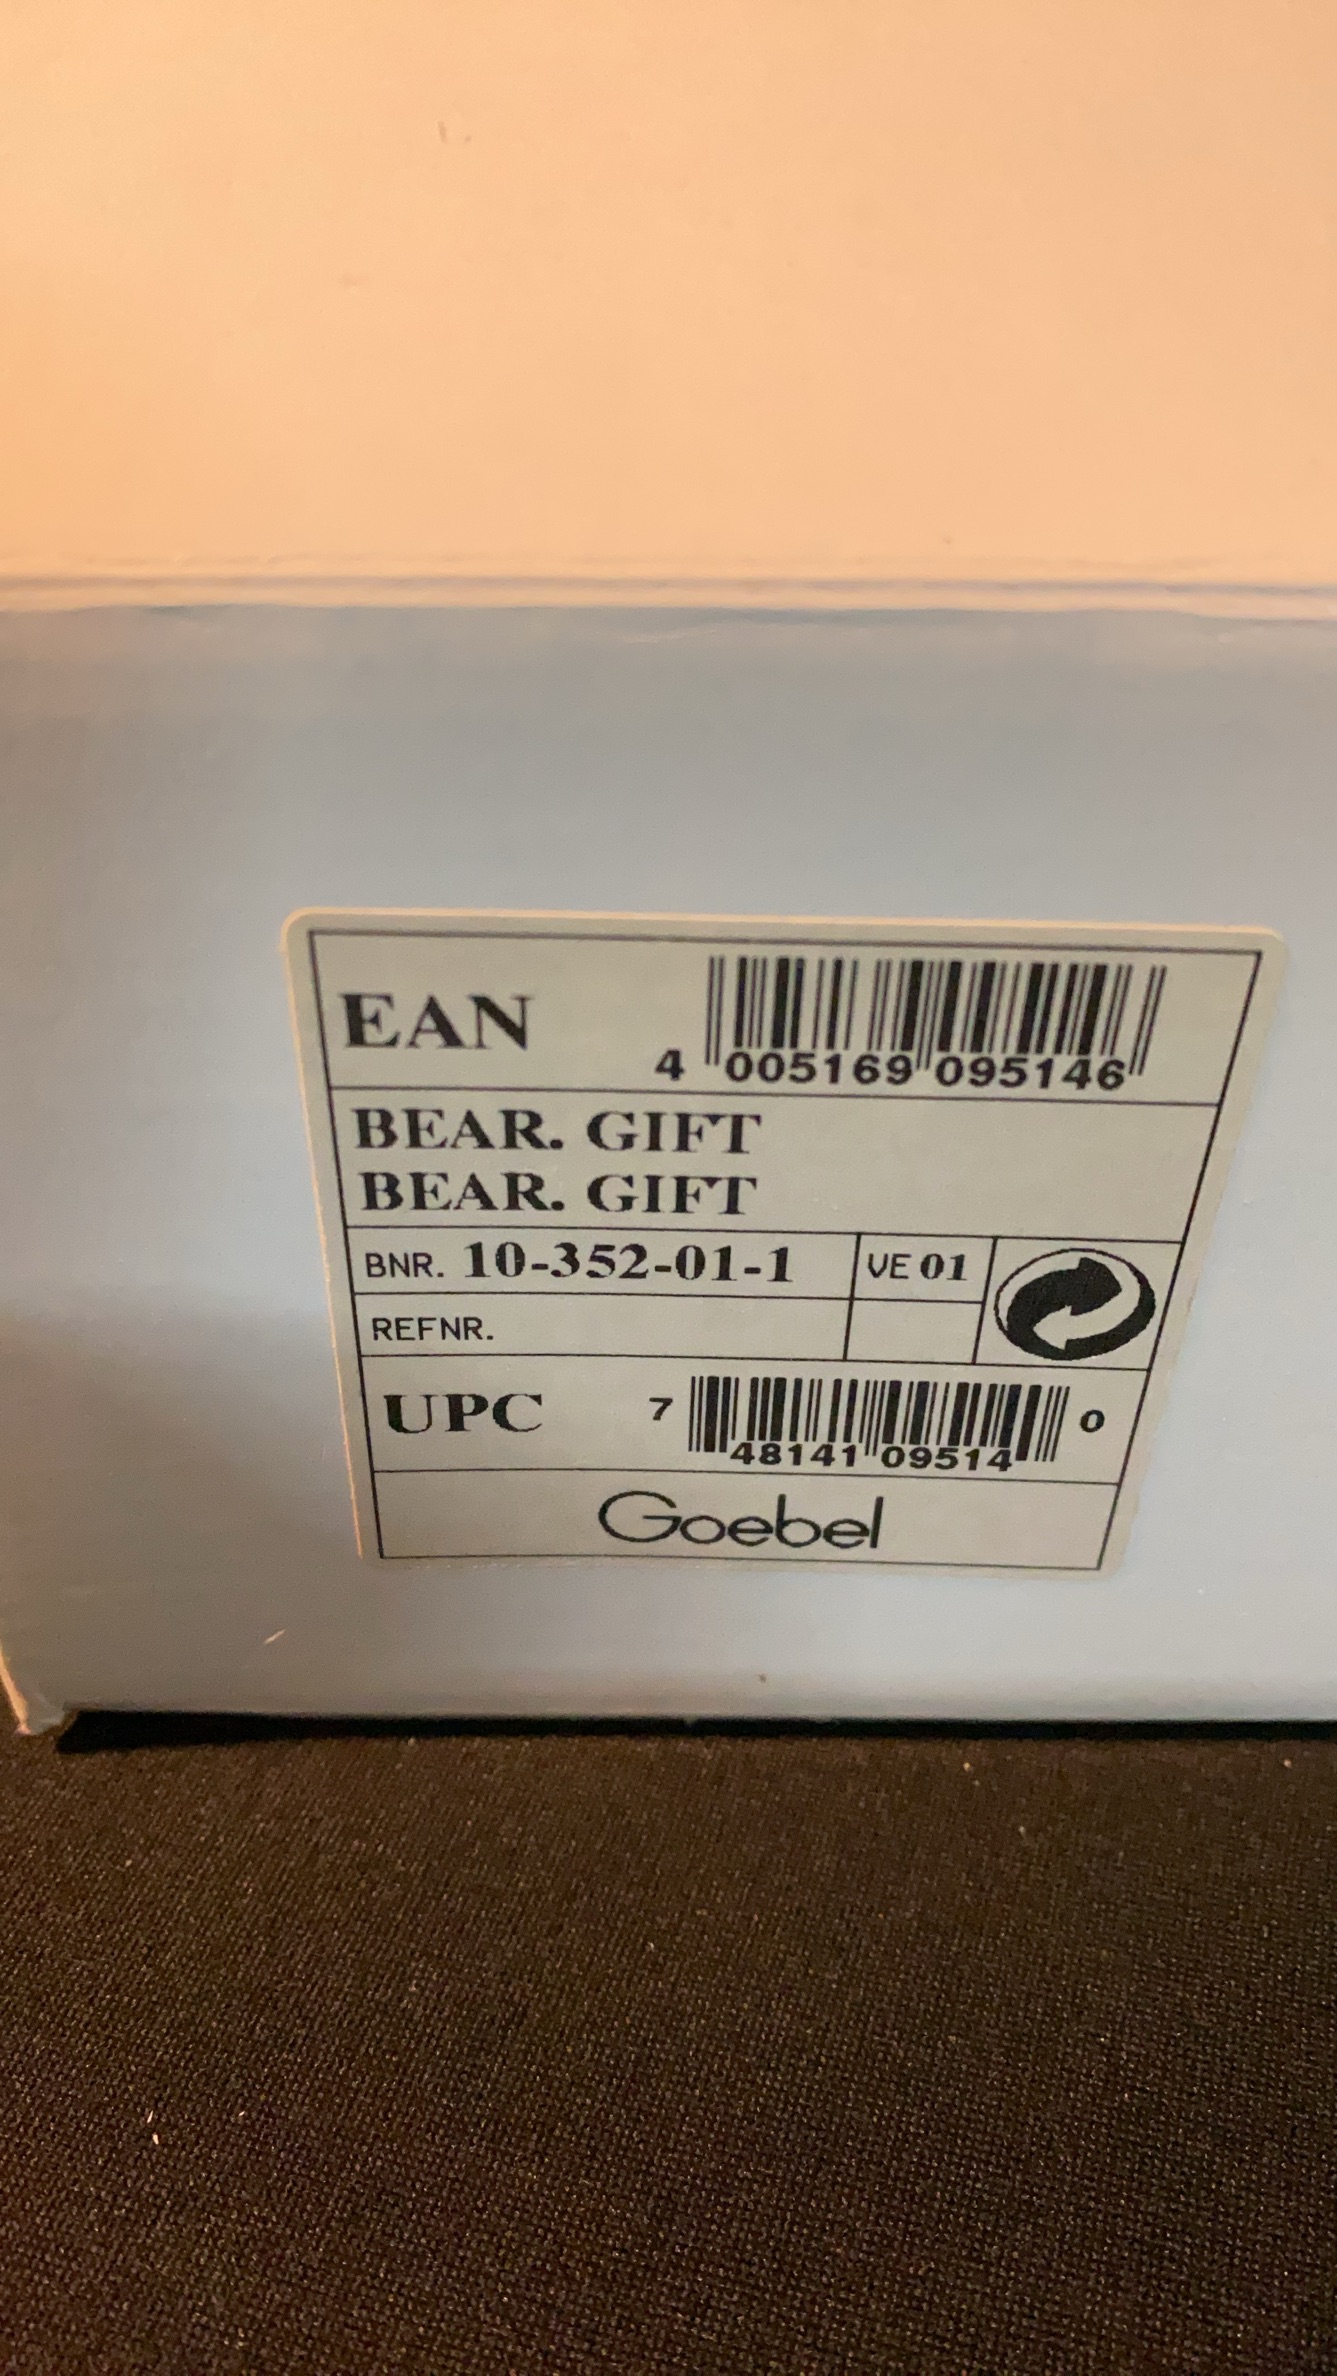 EAN
4 005169 095146
BEAR. GIFT
BEAR. GIFT
BNR. 10-352-01-1
VE 01
REFNR.
UPC
7 48141 09514 0
Goebel